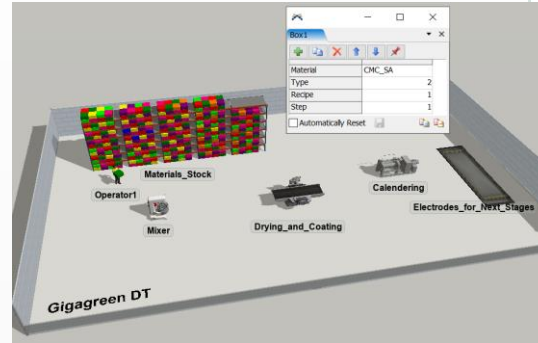 Box1
Material CMC_SA
Type 2
Recipe 1
Step 1
Automatically Reset
Materials_Stock
Operator1
Mixer
Drying_and_Coating
Calendering
Electrodes_for_Next_Stages
Gigagreen DT